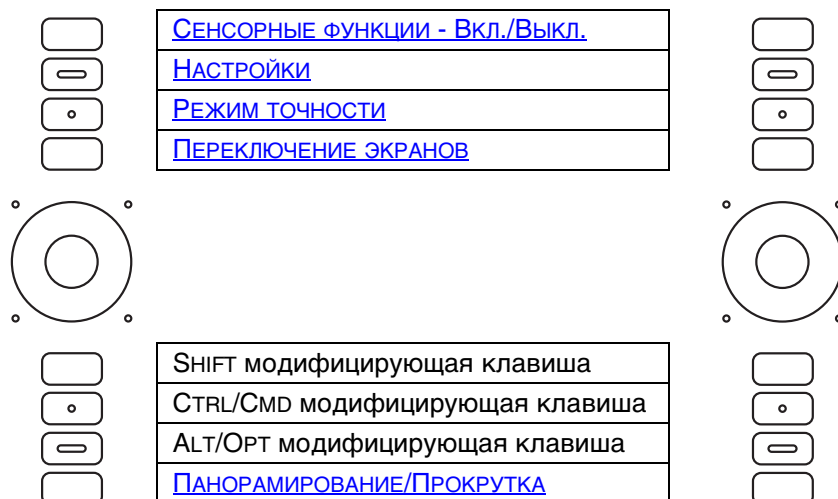 Сенсорные функции - Вкл./Выкл.
Настройки
Режим точности
Переключение экранов
Shift модифицирующая клавиша
Ctrl/Cmd модифицирующая клавиша
Alt/Opt модифицирующая клавиша
Панорамирование/Прокрутка